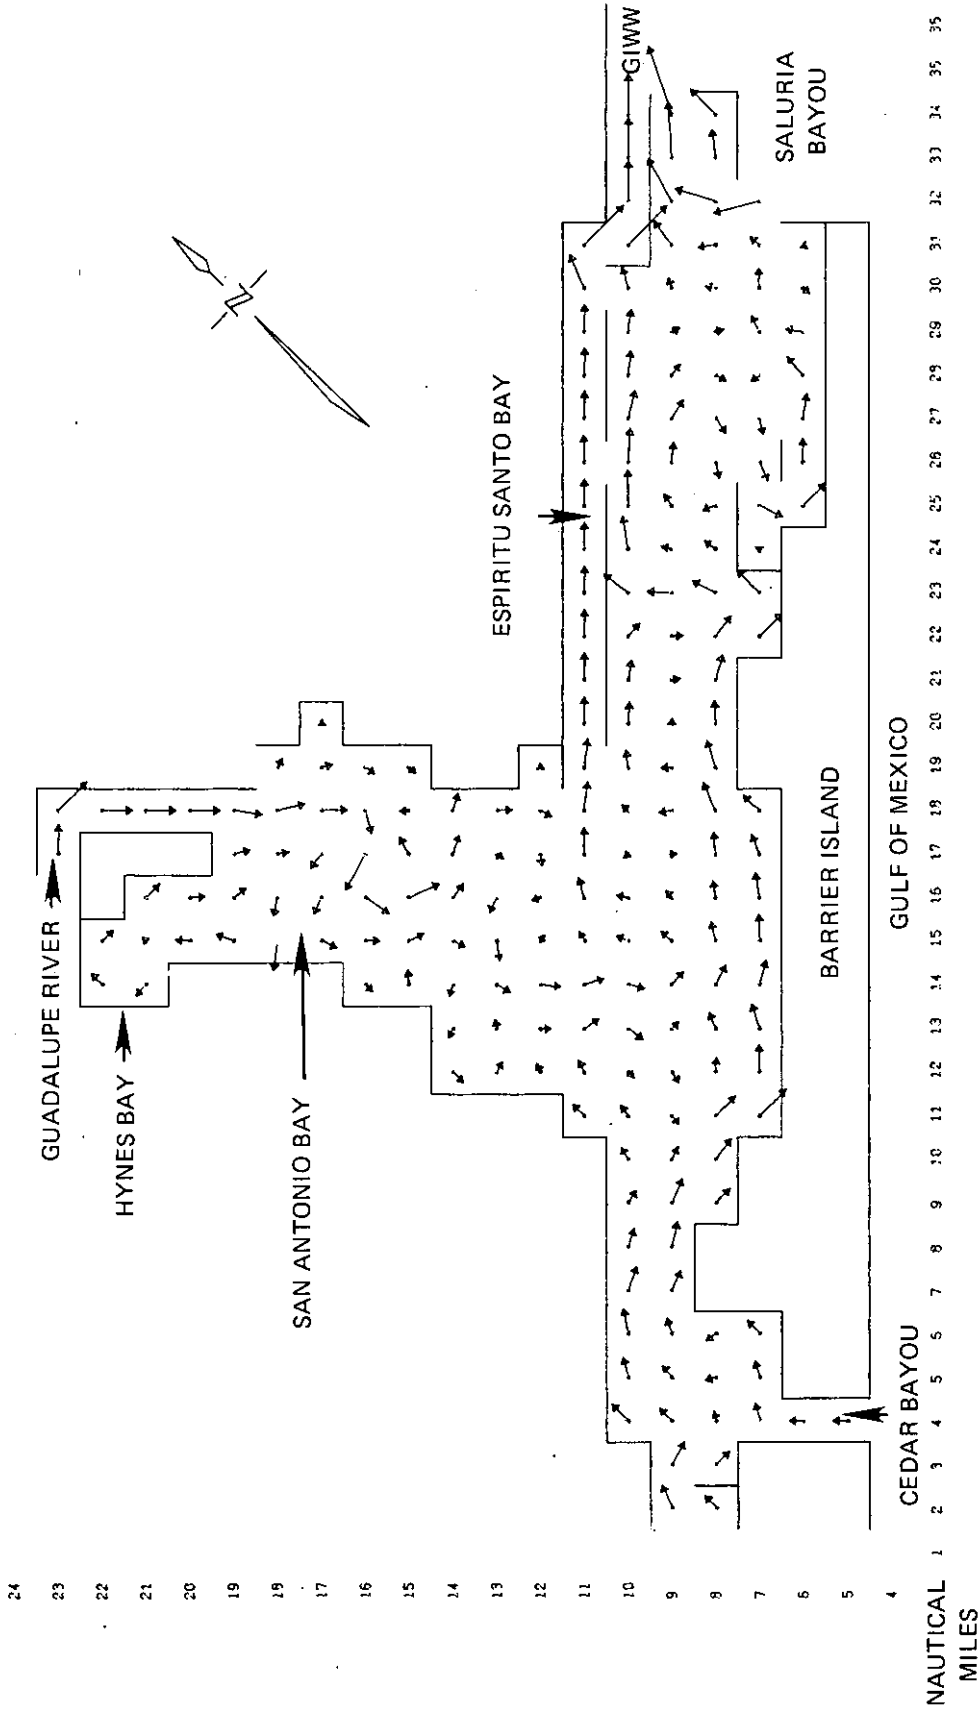 24
23
22
21
20
19
18
17
16
15
14
13
12
11
10
9
8
7
6
5
4
GUADALUPE RIVER
HYNES BAY
N
SAN ANTONIO BAY
ESPIRITU SANTO BAY
GIWW
SALURIA
BAYOU
BARRIER ISLAND
GULF OF MEXICO
CEDAR BAYOU
NAUTICAL
MILES
1 2 3 4 5 5 7 8 9 10 11 12 13 14 15 16 17 18 19 20 21 22 23 24 25 26 27 28 29 30 31 32 33 34 35 35